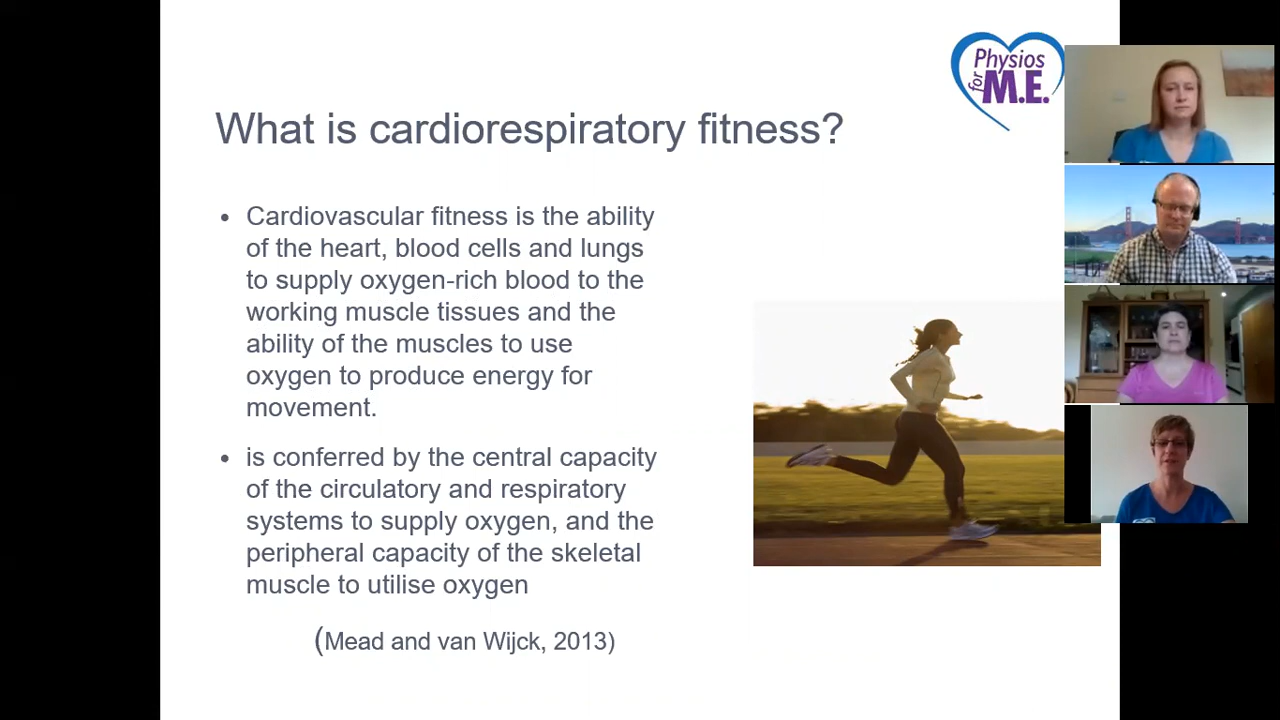 Physios
for M.E.
What is cardiorespiratory fitness?
• Cardiovascular fitness is the ability
of the heart, blood cells and lungs
to supply oxygen-rich blood to the
working muscle tissues and the
ability of the muscles to use
oxygen to produce energy for
movement.
• is conferred by the central capacity
of the circulatory and respiratory
systems to supply oxygen, and the
peripheral capacity of the skeletal
muscle to utilise oxygen
(Mead and van Wijck, 2013)